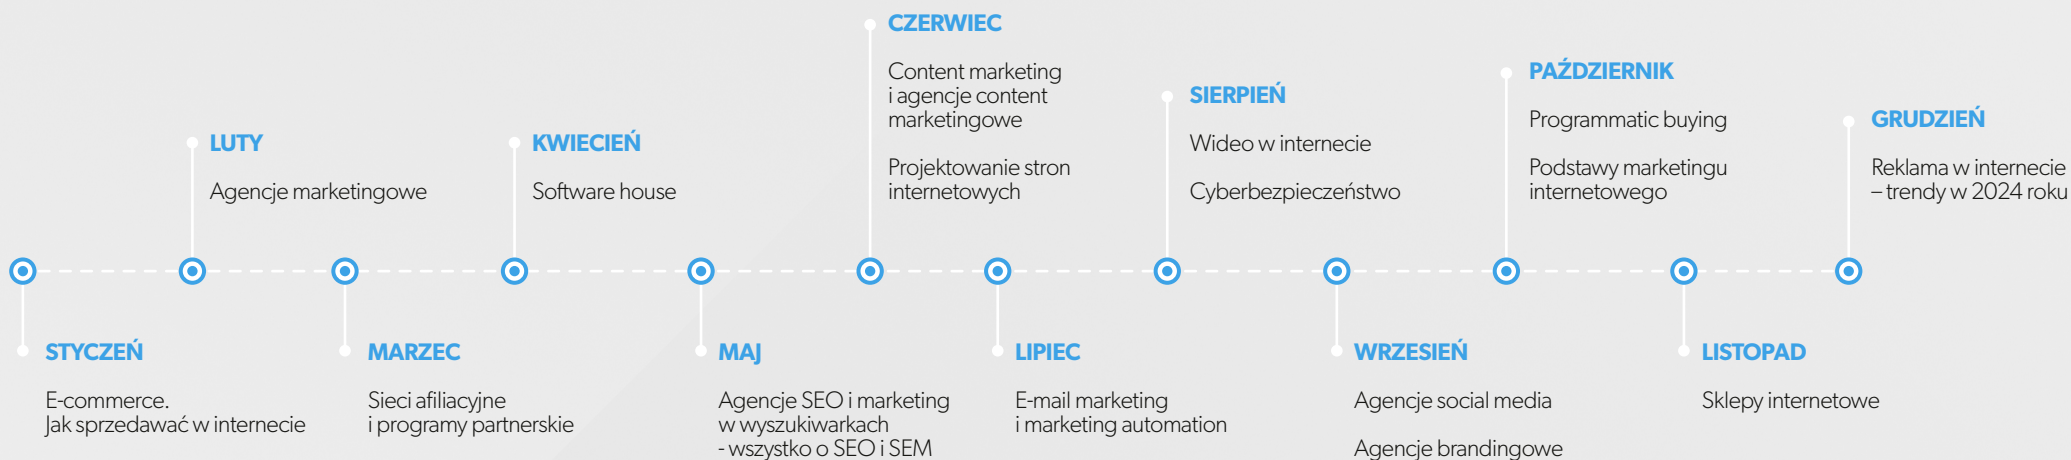 STYCZEŃ
E-commerce.
Jak sprzedawać w internecie
LUTY
Agencje marketingowe
MARZEC
Sieci afiliacyjne
i programy partnerskie
KWIECIEŃ
Software house
MAJ
Agencje SEO i marketing
w wyszukiwarkach
- wszystko o SEO i SEM
CZERWIEC
Content marketing
i agencje content
marketingowe
Projektowanie stron
internetowych
LIPIEC
E-mail marketing
i marketing automation
SIERPIEŃ
Wideo w internecie
Cyberbezpieczeństwo
WRZESIEŃ
Agencje social media
Agencje brandingowe
PAŹDZIERNIK
Programmatic buying
Podstawy marketingu
internetowego
LISTOPAD
Sklepy internetowe
GRUDZIEŃ
Reklama w internecie
– trendy w 2024 roku